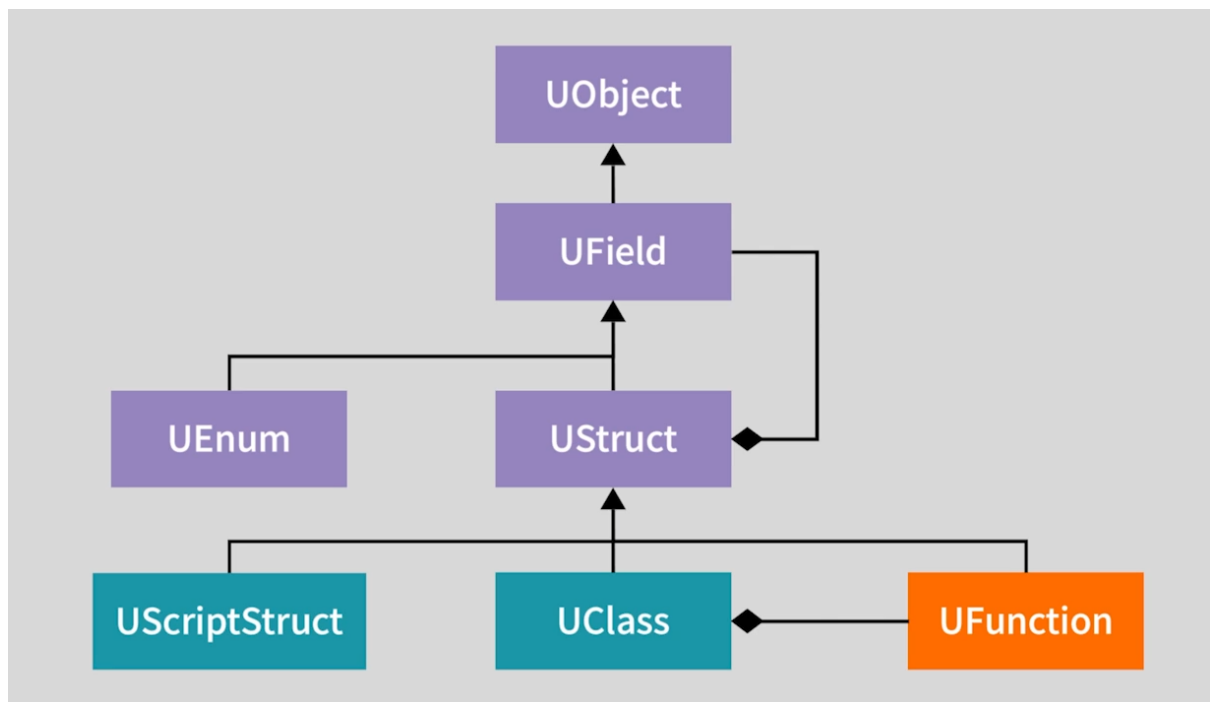 UObject
UField
UEnum
UStruct
UScriptStruct
UClass
UFunction